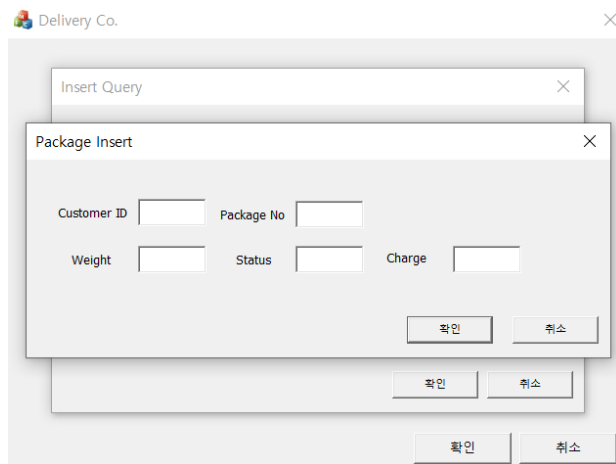 Delivery Co.
Insert Query
Package Insert
Customer ID Package No
Weight Status Charge
확인 취소
확인 취소
확인 취소